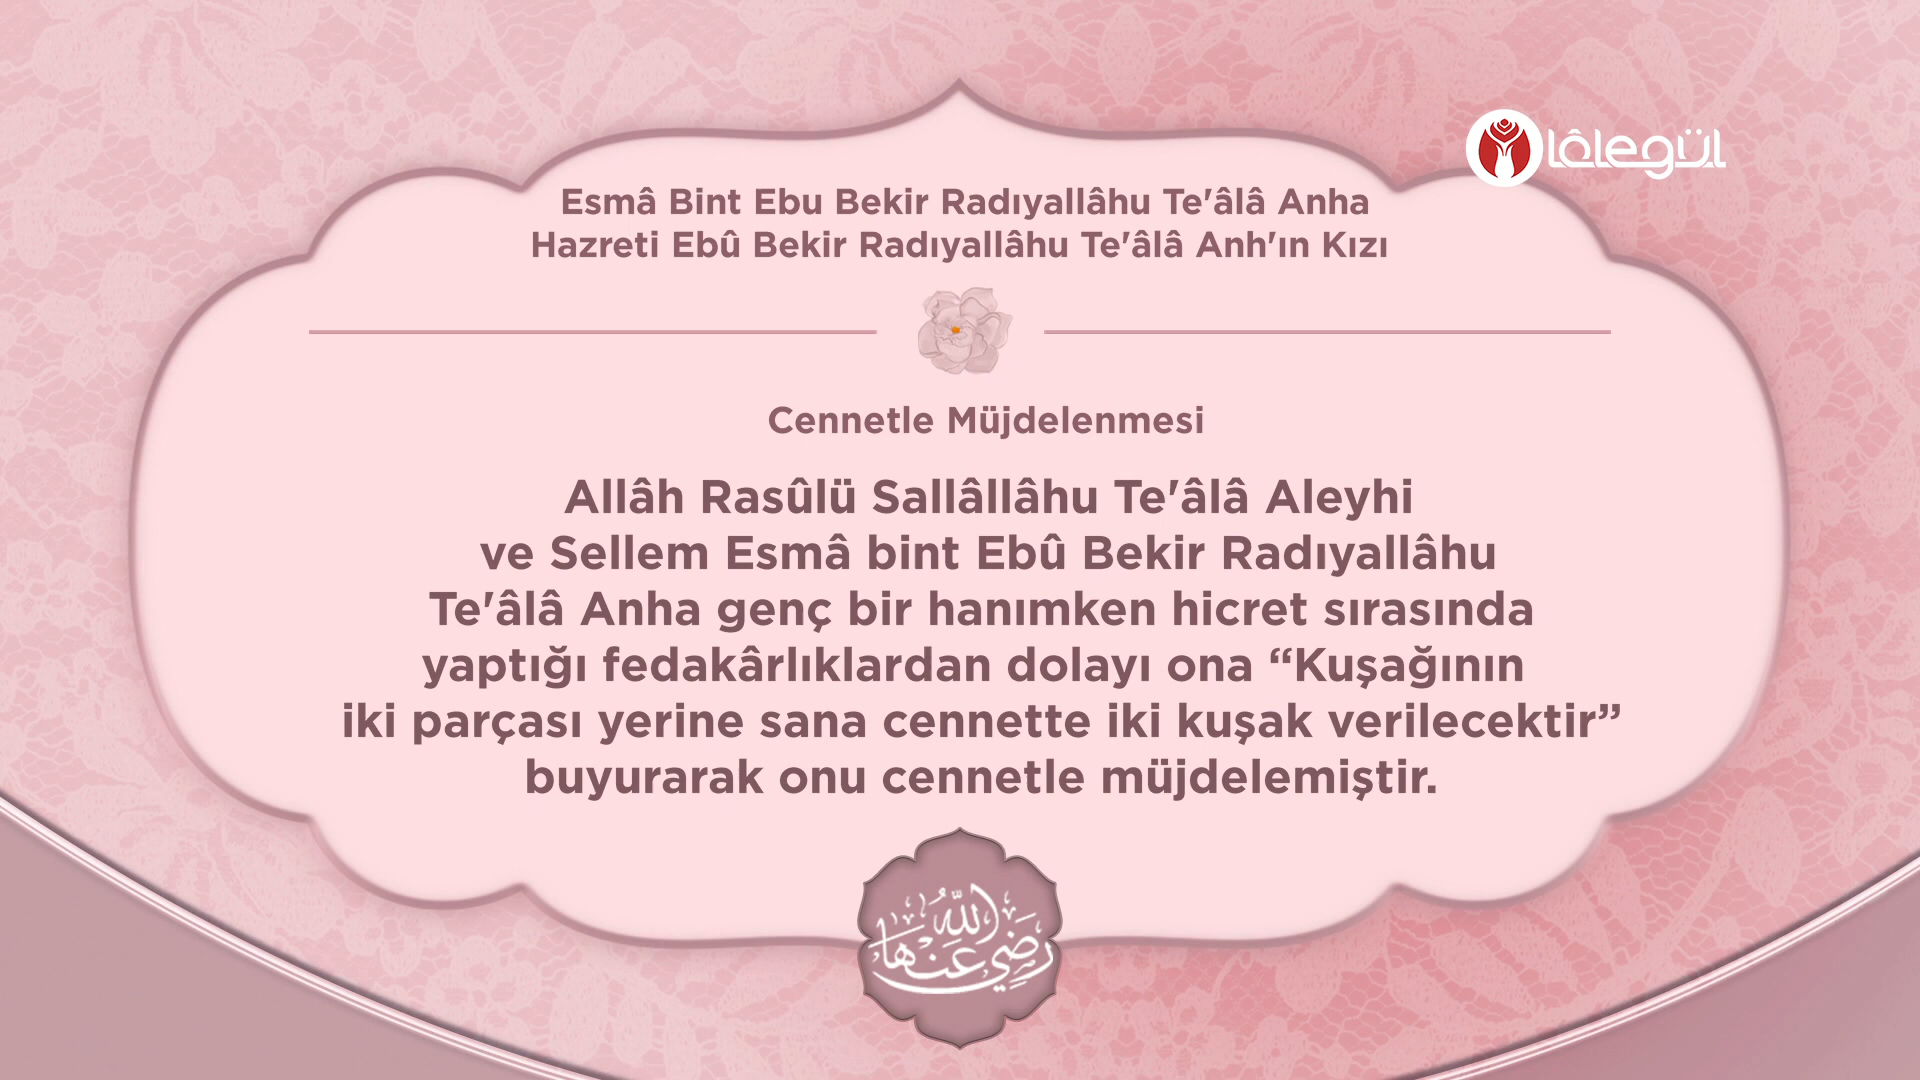 lâlegül
Esmâ Bint Ebu Bekir Radıyallâhu Te'âlâ Anha
Hazreti Ebû Bekir Radıyallâhu Te'âlâ Anh'ın Kızı
Cennetle Müjdelenmesi
Allâh Rasûlü Sallâllâhu Te'âlâ Aleyhi
ve Sellem Esmâ bint Ebû Bekir Radıyallâhu
Te'âlâ Anha genç bir hanımken hicret sırasında
yaptığı fedakârlıklardan dolayı ona “Kuşağının
iki parçası yerine sana cennette iki kuşak verilecektir”
buyurarak onu cennetle müjdelemiştir.
رَضِيَ اللهُ عَنْهَا